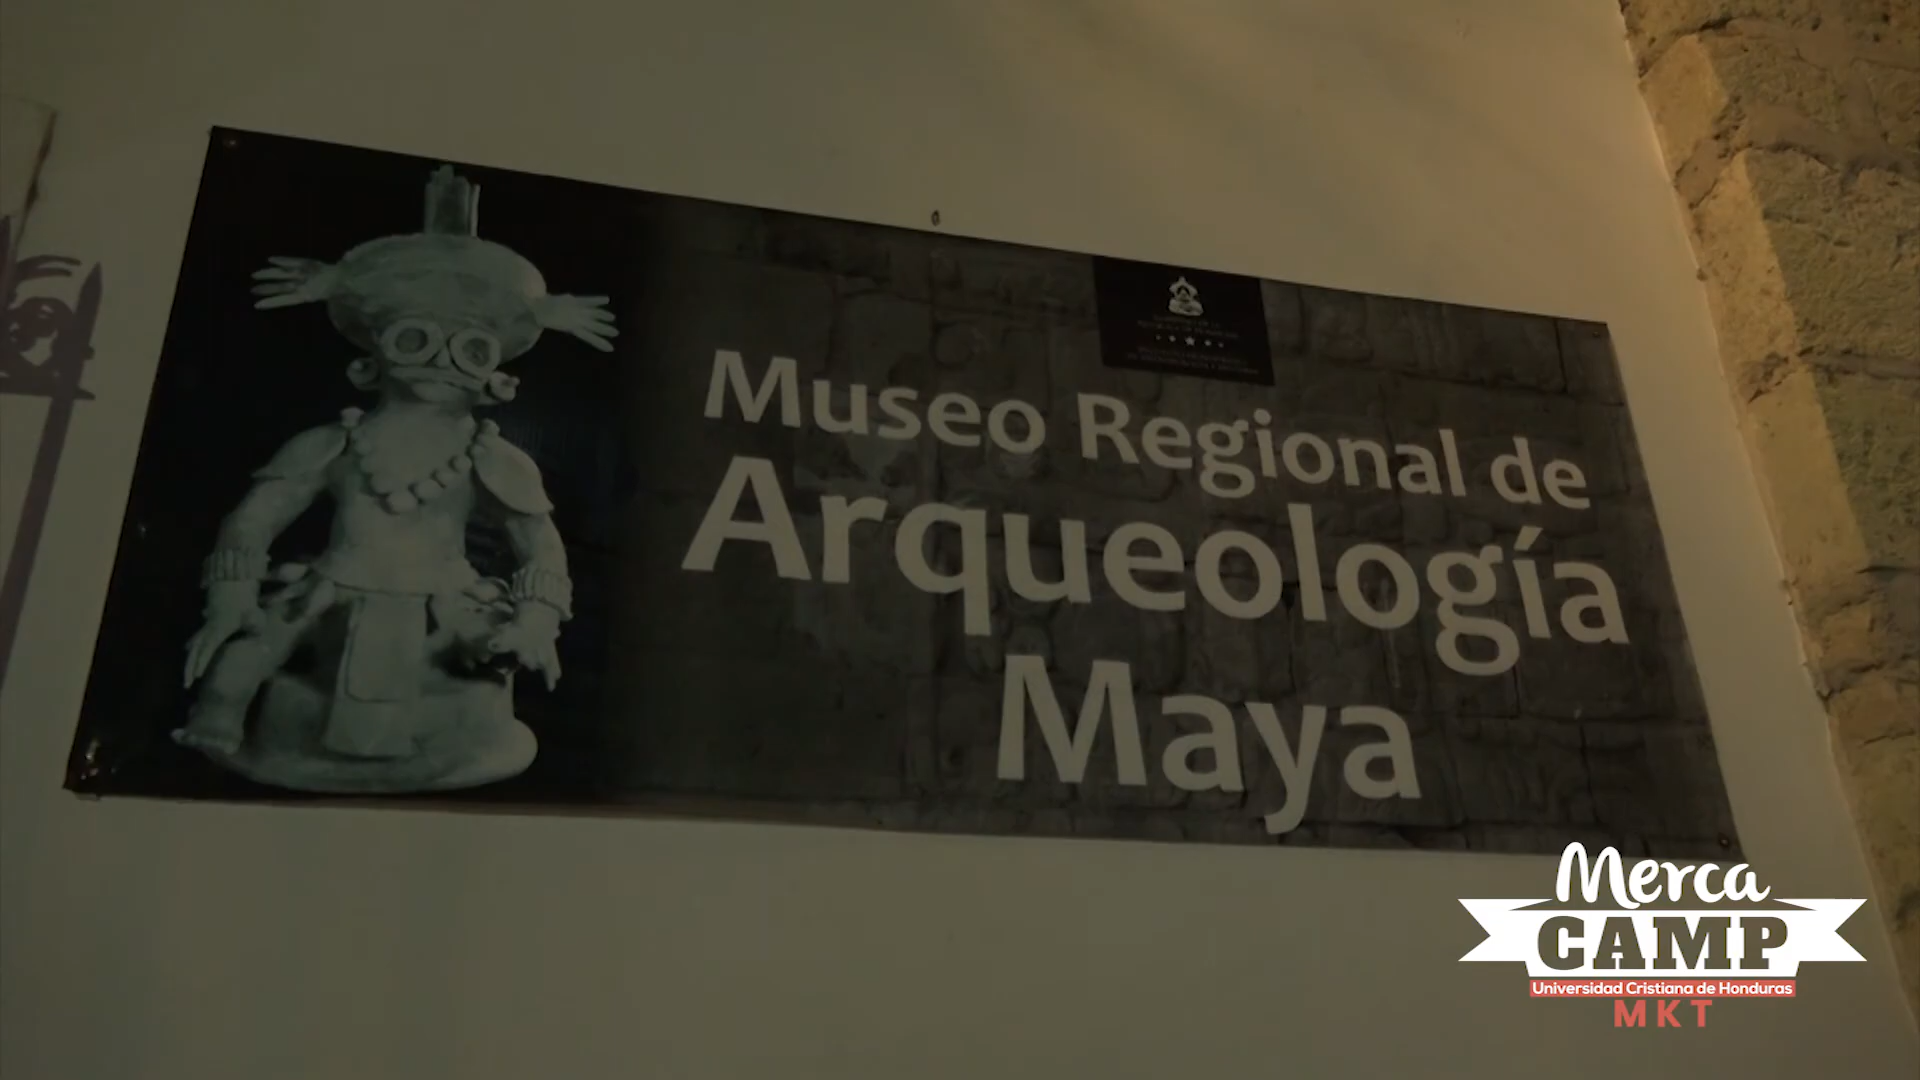 Museo Regional de
Arqueología
Maya
Merca
CAMP
Universidad Cristiana de Honduras
MKT